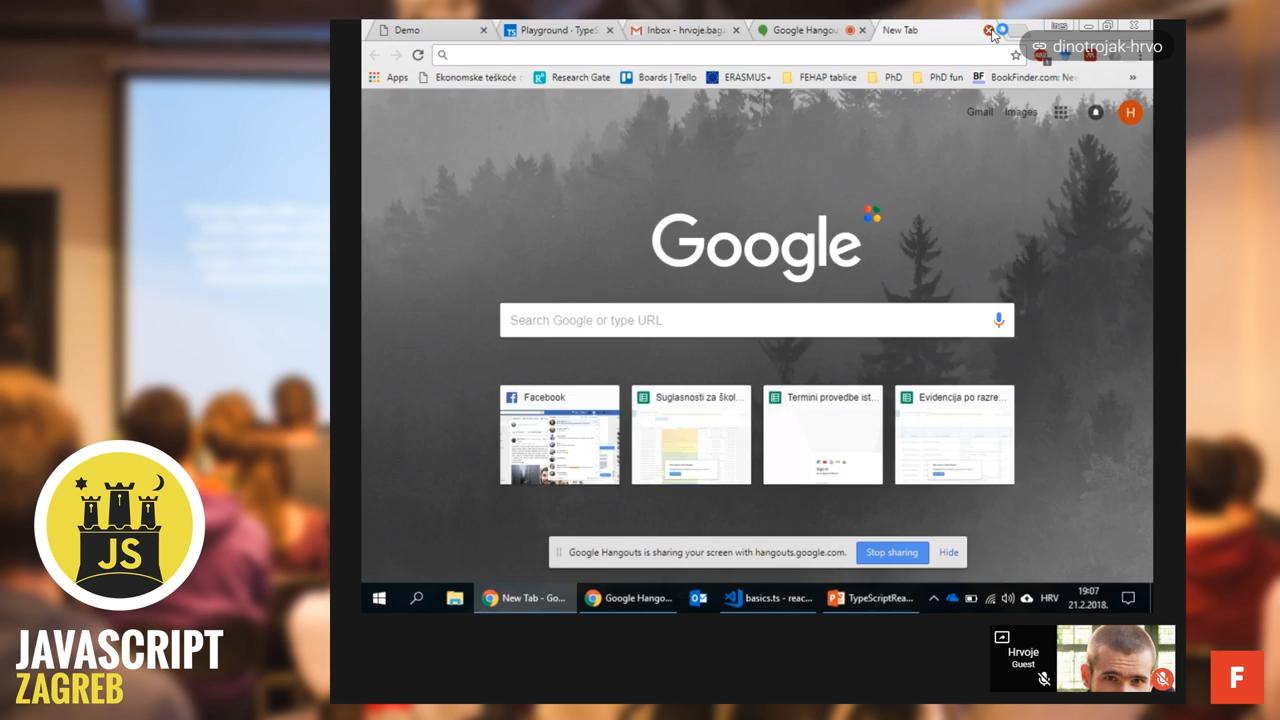 Demo
Playground · TypeS
Inbox - hrvoje.bag
Google Hangou
New Tab
Ines
dinotrojak-hrvo
Apps
Ekonomske teškoće
Research Gate
Boards | Trello
ERASMUS+
FEHAP tablice
PhD
PhD fun
BF
BookFinder.com: Ne
»
Gmail
Images
H
Google
Search Google or type URL
Facebook
Suglasnosti za škol...
Termini provedbe ist...
Evidencija po razre...
Google Hangouts is sharing your screen with hangouts.google.com.
Stop sharing
Hide
New Tab - Go...
Google Hango...
basics.ts - reac...
TypeScriptRea...
HRV
19:07
21.2.2018.
Hrvoje
Guest
JS
JAVASCRIPT
ZAGREB
F